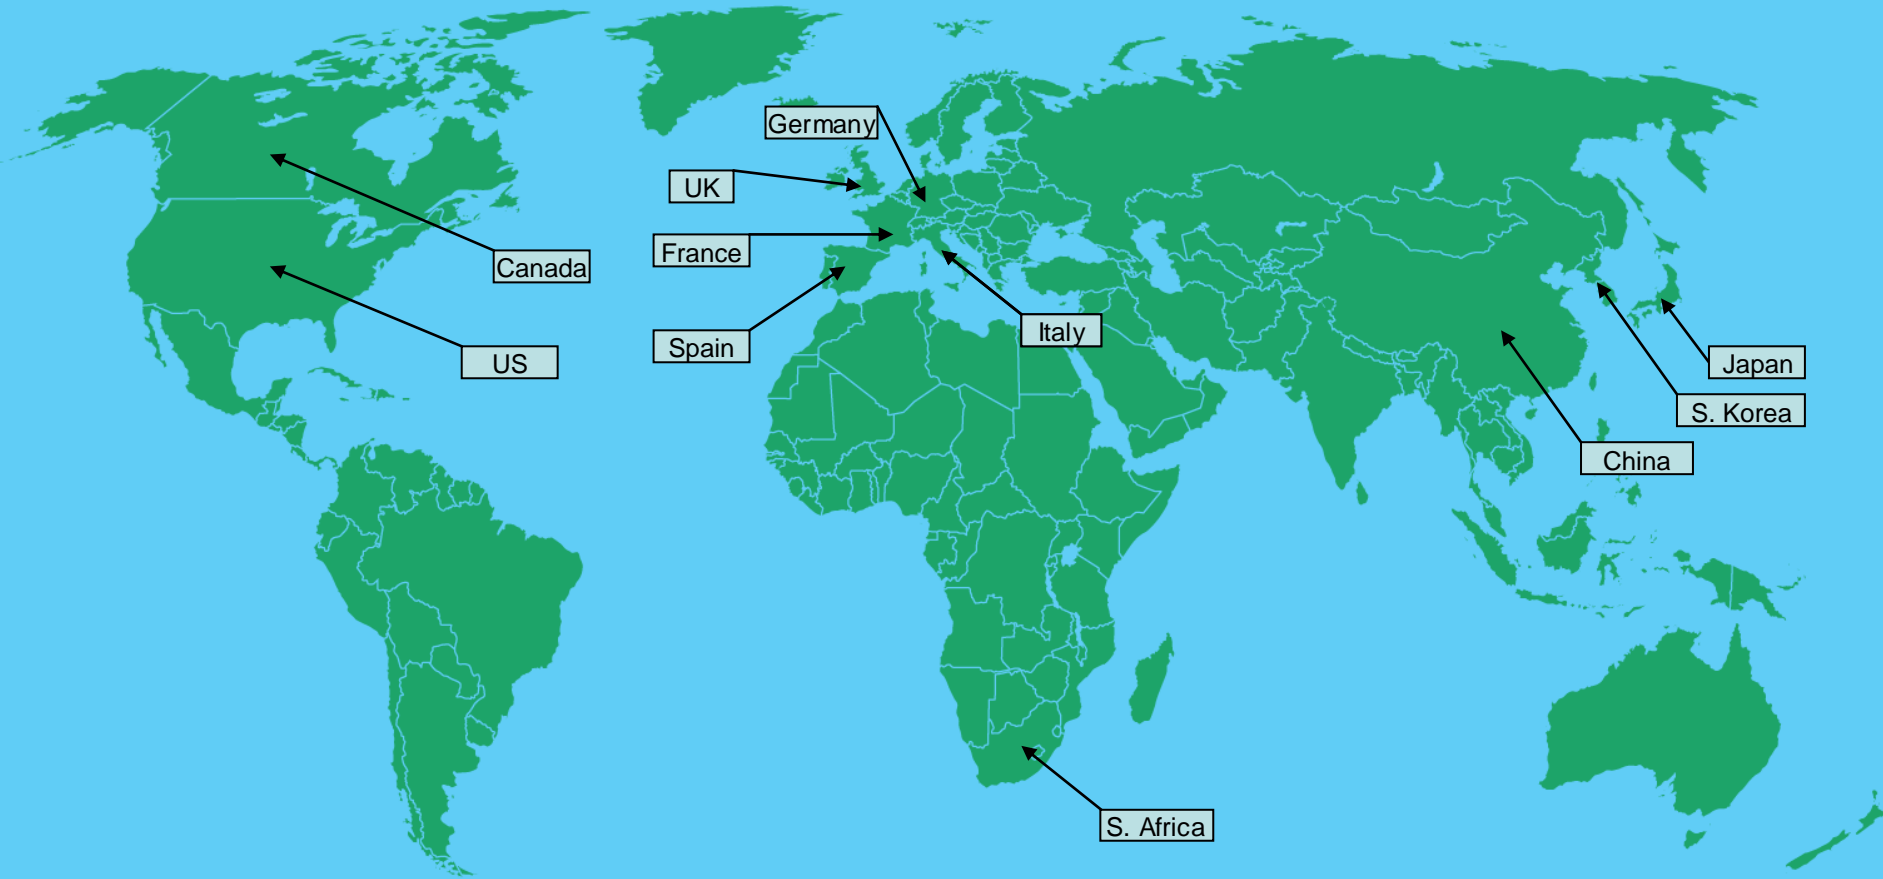 Germany
UK
France
Canada
Spain
US
Italy
Japan
S. Korea
China
S. Africa